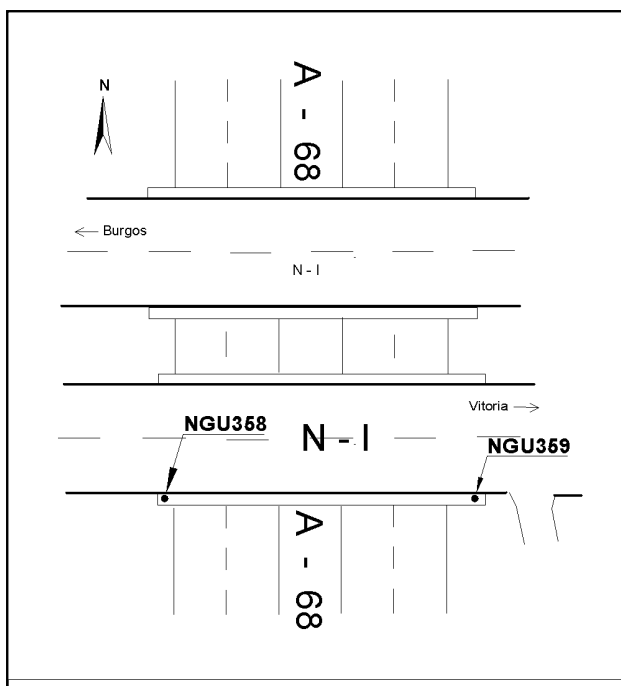 N
A - 68
Burgos
N - I
Vitoria
NGU358
N - I
NGU359
A - 68